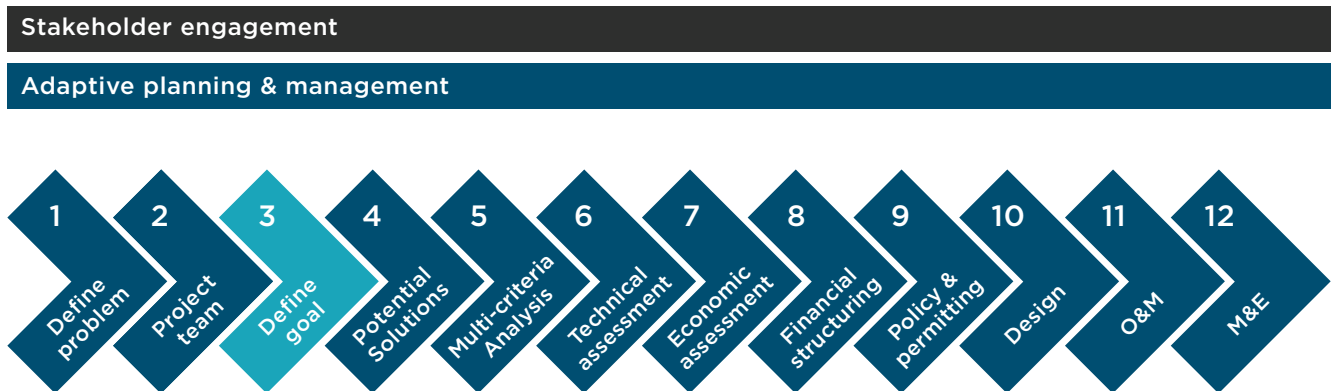 Stakeholder engagement
Adaptive planning & management
1
Define
problem
2
Project
team
3
Define
goal
4
Potential
Solutions
5
Multi-criteria
Analysis
6
Technical
assessment
7
Economic
assessment
8
Financial
structuring
9
Policy &
permitting
10
Design
11
O&M
12
M&E